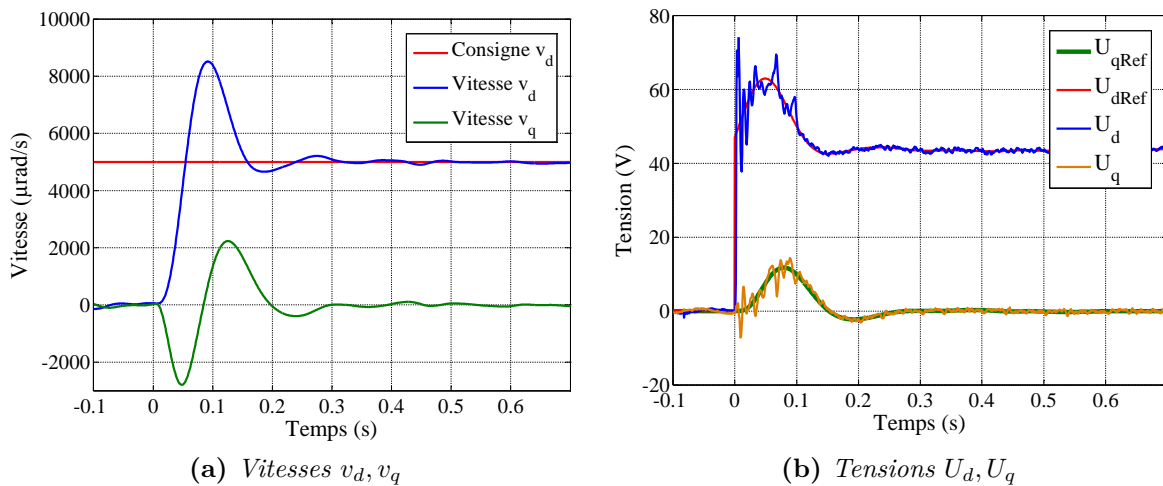 10000
8000
6000
4000
2000
0
-2000
Vitesse (µrad/s)
-0.1 0 0.1 0.2 0.3 0.4 0.5 0.6
Temps (s)
Consigne v_d
Vitesse v_d
Vitesse v_q
(a) Vitesses v_d, v_q
80
60
40
20
0
-20
Tension (V)
-0.1 0 0.1 0.2 0.3 0.4 0.5 0.6
Temps (s)
U_qRef
U_dRef
U_d
U_q
(b) Tensions U_d, U_q